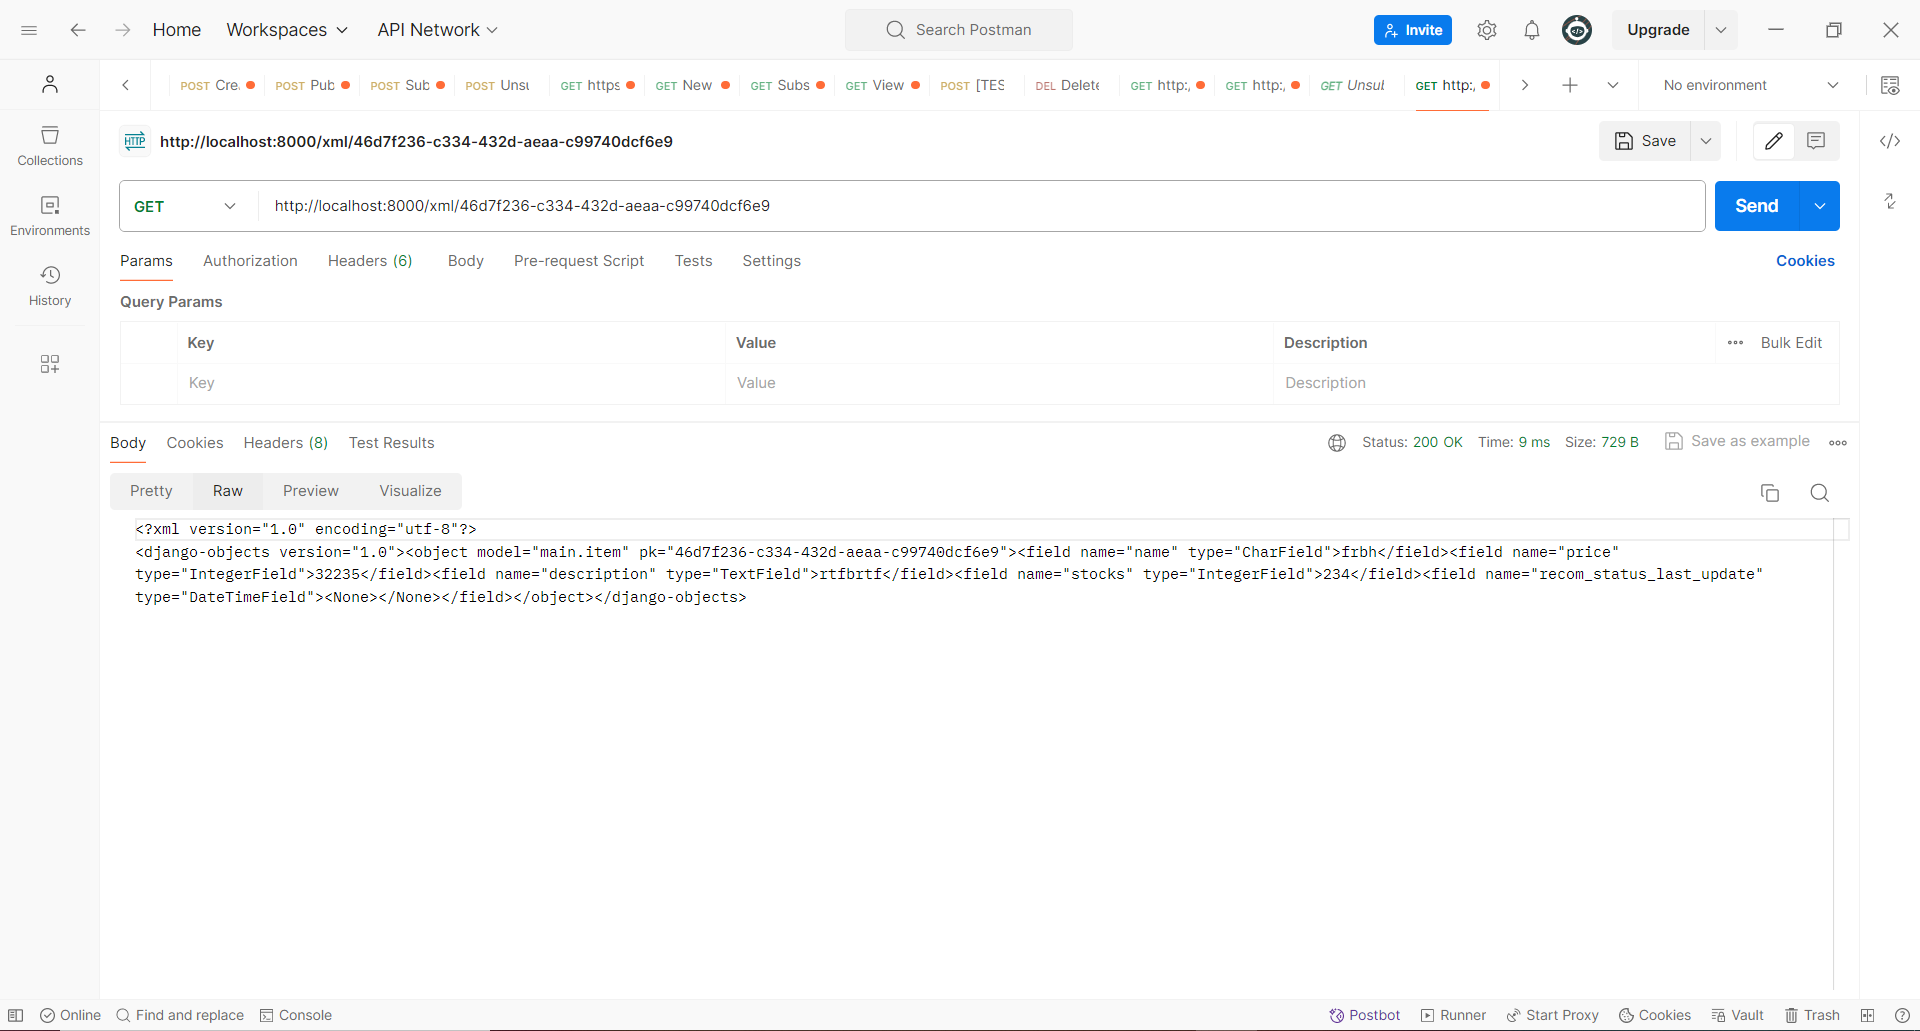 Home Workspaces API Network Search Postman Invite Upgrade
POST Cre. POST Pub POST Sub POST Unsu GET https GET New GET Subs GET View POST [TES DEL Delete GET http:, GET http:, GET Unsul GET http:, No environment
HTTP http://localhost:8000/xml/46d7f236-c334-432d-aeaa-c99740dcf6e9 Save
Collections
GET http://localhost:8000/xml/46d7f236-c334-432d-aeaa-c99740dcf6e9 Send
Environments
Params Authorization Headers (6) Body Pre-request Script Tests Settings Cookies
History
Query Params
Key Value Description Bulk Edit
Key Value Description
Body Cookies Headers (8) Test Results Status: 200 OK Time: 9 ms Size: 729 B Save as example
Pretty Raw Preview Visualize
<?xml version="1.0" encoding="utf-8"?>
<django-objects version="1.0"><object model="main.item" pk="46d7f236-c334-432d-aeaa-c99740dcf6e9"><field name="name" type="CharField">frbh</field><field name="price"
type="IntegerField">32235</field><field name="description" type="TextField">rtfbrtf</field><field name="stocks" type="IntegerField">234</field><field name="recom_status_last_update"
type="DateTimeField"><None></None></field></object></django-objects>
Online Find and replace Console Postbot Runner Start Proxy Cookies Vault Trash